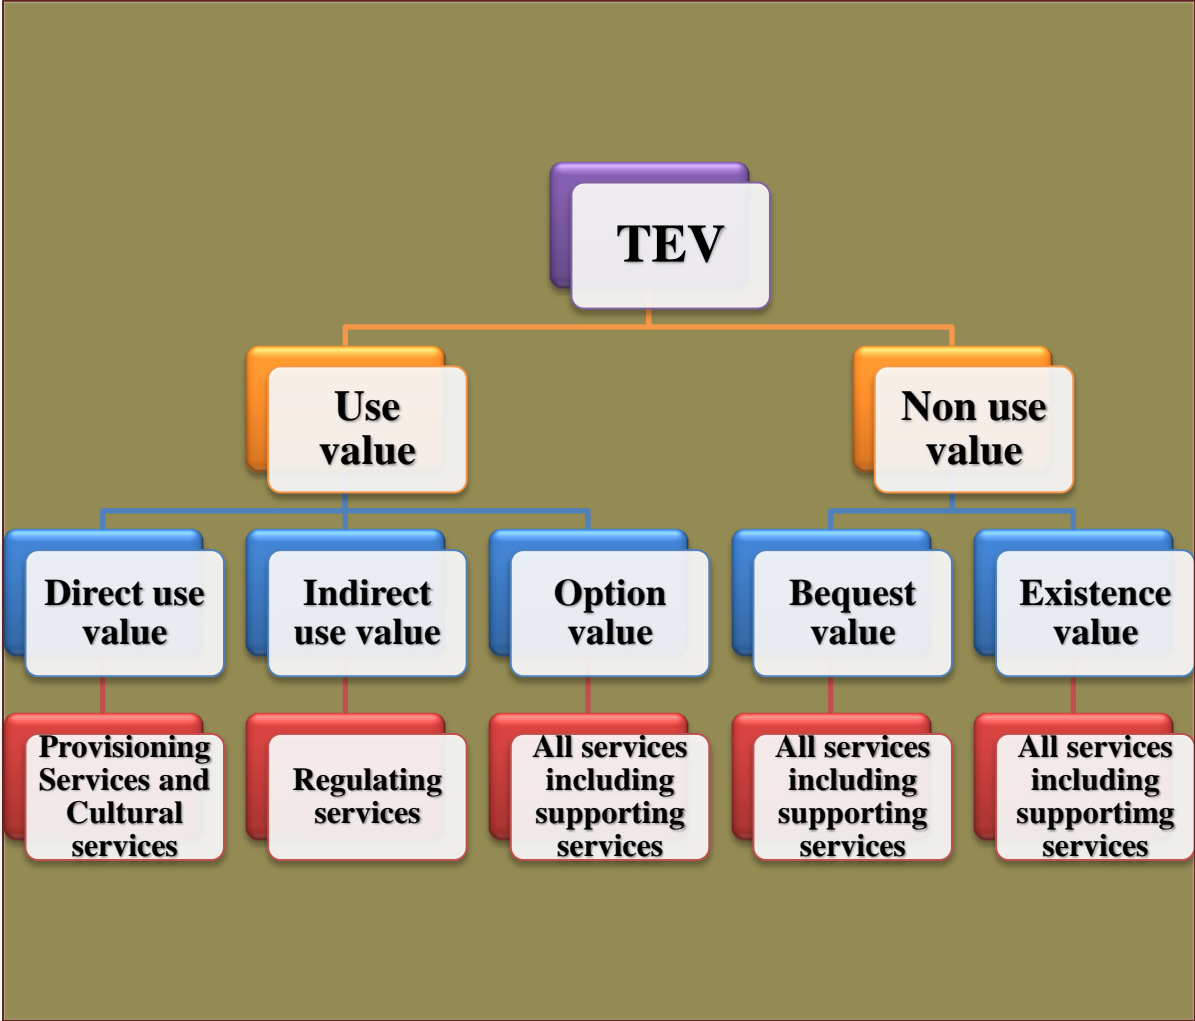 TEV
Use
value
Non use
value
Direct use
value
Indirect
use value
Option
value
Bequest
value
Existence
value
Provisioning
Services and
Cultural
services
Regulating
services
All services
including
supporting
services
All services
including
supporting
services
All services
including
supportimg
services